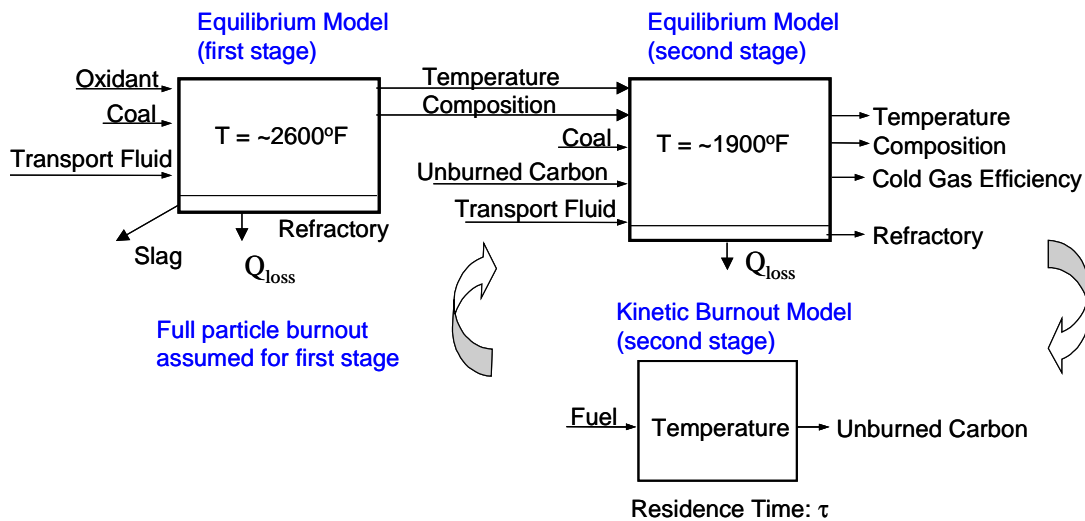 Equilibrium Model
(first stage)
Oxidant
Coal
Transport Fluid
T = ~2600ºF
Refractory
Slag
Qloss
Temperature
Composition
Equilibrium Model
(second stage)
Coal
Unburned Carbon
Transport Fluid
T = ~1900ºF
Temperature
Composition
Cold Gas Efficiency
Refractory
Qloss
Full particle burnout
assumed for first stage
Kinetic Burnout Model
(second stage)
Fuel
Temperature
Unburned Carbon
Residence Time: τ